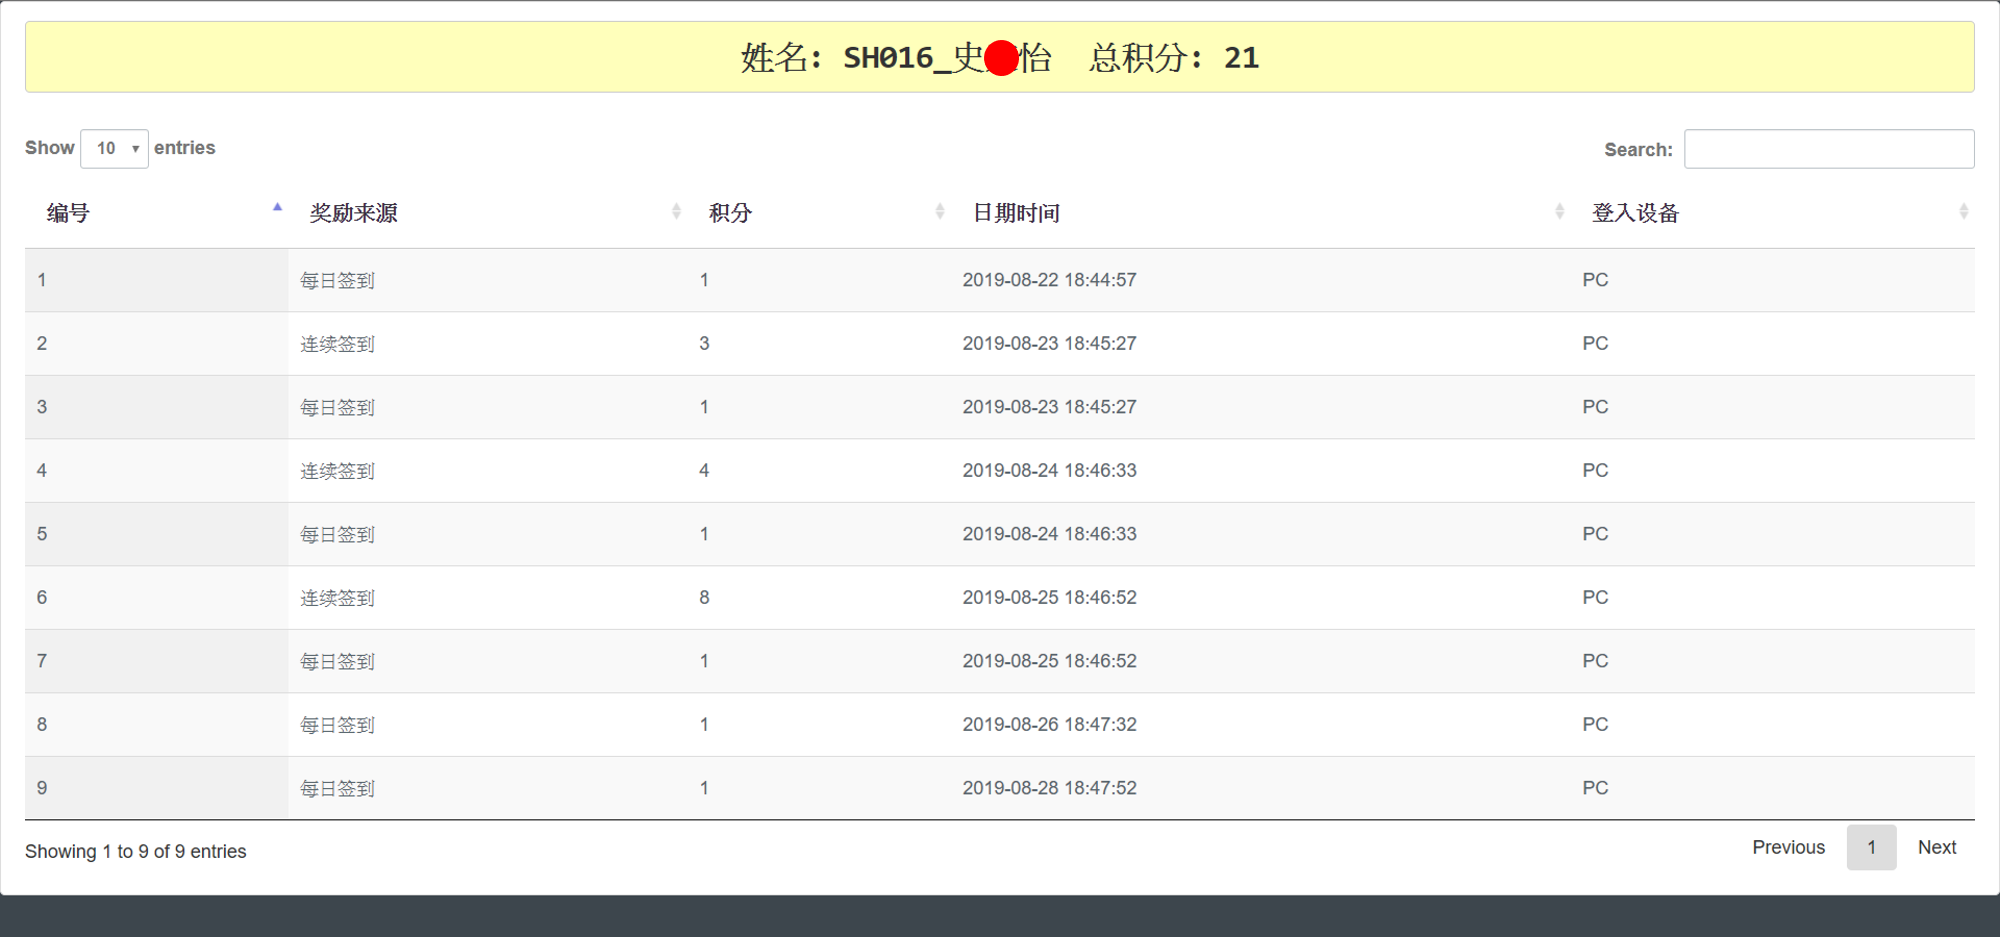 姓名: SH016_史怡 总积分: 21
Show 10 entries Search:
编号 奖励来源 积分 日期时间 登入设备
1 每日签到 1 2019-08-22 18:44:57 PC
2 连续签到 3 2019-08-23 18:45:27 PC
3 每日签到 1 2019-08-23 18:45:27 PC
4 连续签到 4 2019-08-24 18:46:33 PC
5 每日签到 1 2019-08-24 18:46:33 PC
6 连续签到 8 2019-08-25 18:46:52 PC
7 每日签到 1 2019-08-25 18:46:52 PC
8 每日签到 1 2019-08-26 18:47:32 PC
9 每日签到 1 2019-08-28 18:47:52 PC
Showing 1 to 9 of 9 entries Previous 1 Next